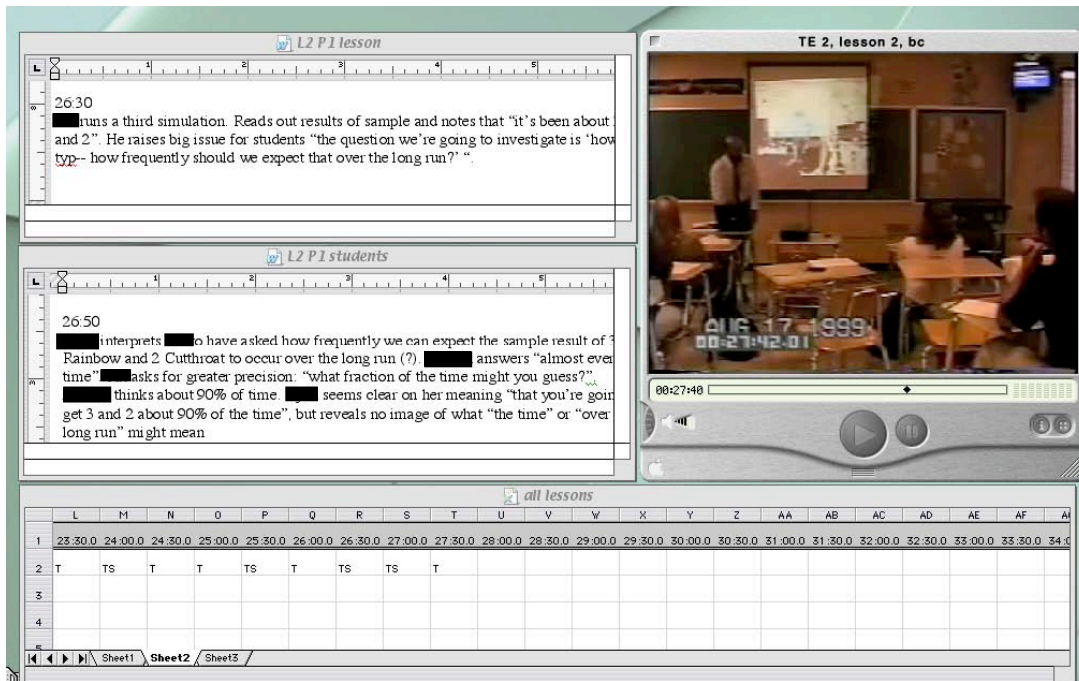 L2 P1 lesson
26:30
runs a third simulation. Reads out results of sample and notes that “it’s been about
and 2”. He raises big issue for students “the question we’re going to investigate is ‘how
typ-- how frequently should we expect that over the long run?’ “.
TE 2, lesson 2, bc
AUG 17 1999
00:27:42.01
00:27:40
L2 P1 students
26:50
interprets to have asked how frequently we can expect the sample result of
Rainbow and 2 Cutthroat to occur over the long run (?). answers “almost ever
time” asks for greater precision: “what fraction of the time might you guess?”.
thinks about 90% of time. seems clear on her meaning “that you’re goin
get 3 and 2 about 90% of the time”, but reveals no image of what “the time” or “over
long run” might mean
all lessons
L M N O P Q R S T U V W X Y Z AA AB AC AD AE AF
1 23:30.0 24:00.0 24:30.0 25:00.0 25:30.0 26:00.0 26:30.0 27:00.0 27:30.0 28:00.0 28:30.0 29:00.0 29:30.0 30:00.0 30:30.0 31:00.0 31:30.0 32:00.0 32:30.0 33:00.0 33:30.0 34:0
2 T TS T T TS T TS TS T
3
4
5
Sheet1 Sheet2 Sheet3